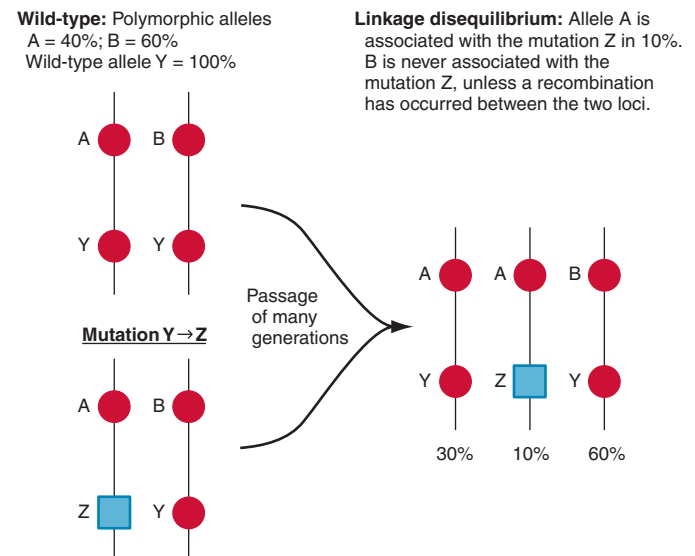 Wild-type: Polymorphic alleles
A = 40%; B = 60%
Wild-type allele Y = 100%
Linkage disequilibrium: Allele A is
associated with the mutation Z in 10%.
B is never associated with the
mutation Z, unless a recombination
has occurred between the two loci.
A B
Y Y
Mutation Y→Z
A B
Z Y
Passage
of many
generations
A A B
Y Z Y
30% 10% 60%